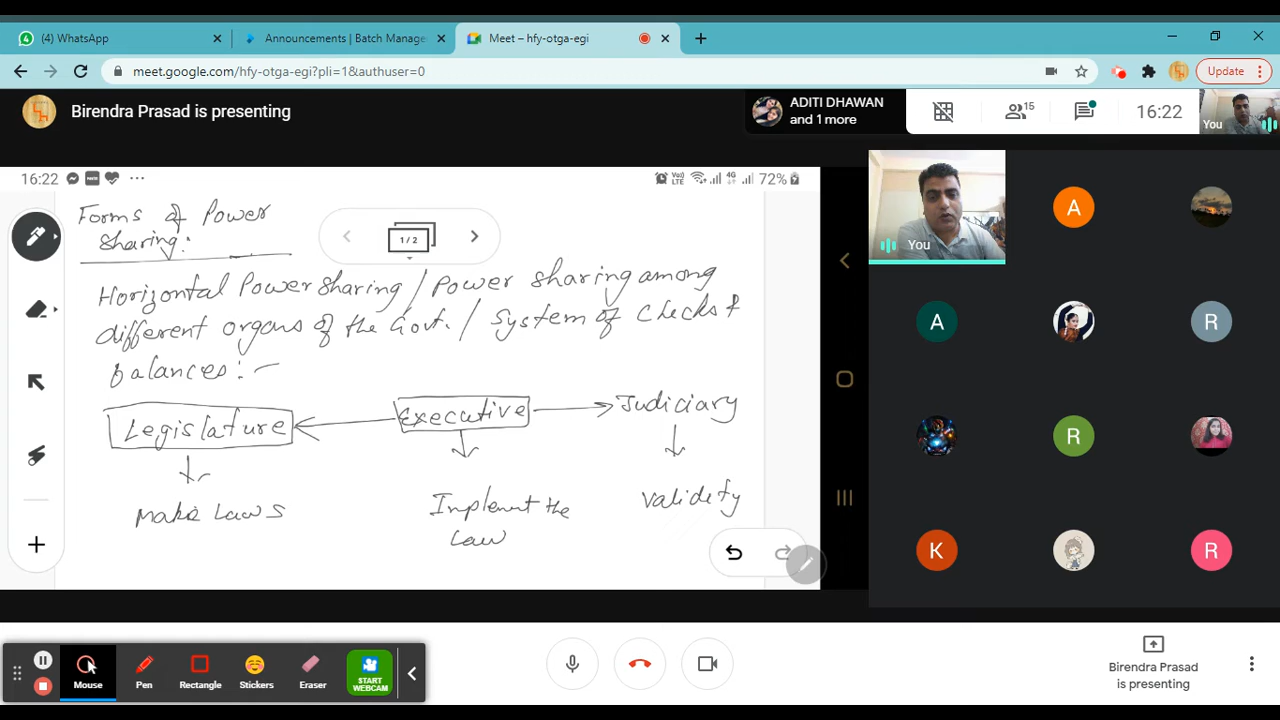 (4) WhatsApp
Announcements | Batch Manage
Meet – hfy-otga-egi
meet.google.com/hfy-otga-egi?pli=1&authuser=0
Update
Birendra Prasad is presenting
ADITI DHAWAN
and 1 more
15
16:22
You
16:22
Vo)
LTE
4G
72%
Forms of Power
sharing:
1/2
Horizontal Power sharing / Power sharing among
different organs of the Govt. / System of checks &
balances:-
Legislature
Executive
Judiciary
Make Laws
Implement the
Law
Validity
You
A
A
R
R
K
R
Mouse
Pen
Rectangle
Stickers
Eraser
START
WEBCAM
Birendra Prasad
is presenting